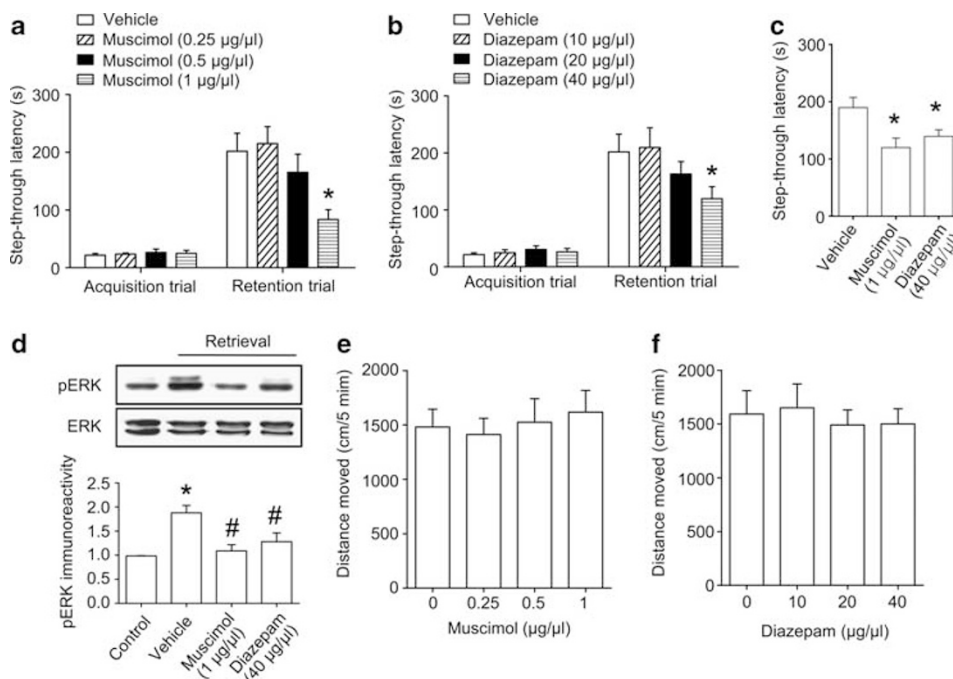 a
Vehicle
Muscimol (0.25 µg/µl)
Muscimol (0.5 µg/µl)
Muscimol (1 µg/µl)
Step-through latency (s)
300
200
100
0
*
Acquisition trial
Retention trial
b
Vehicle
Diazepam (10 µg/µl)
Diazepam (20 µg/µl)
Diazepam (40 µg/µl)
Step-through latency (s)
300
200
100
0
*
Acquisition trial
Retention trial
c
Step-through latency (s)
300
200
100
0
*
*
Vehicle
Muscimol
(1 µg/µl)
Diazepam
(40 µg/µl)
d
Retrieval
pERK
ERK
pERK immunoreactivity
2.5
2.0
1.5
1.0
0.5
0.0
*
#
#
Control
Vehicle
Muscimol
(1 µg/µl)
Diazepam
(40 µg/µl)
e
Distance moved (cm/5 mim)
2000
1500
1000
500
0
0 0.25 0.5 1
Muscimol (µg/µl)
f
Distance moved (cm/5 mim)
2000
1500
1000
500
0
0 10 20 40
Diazepam (µg/µl)